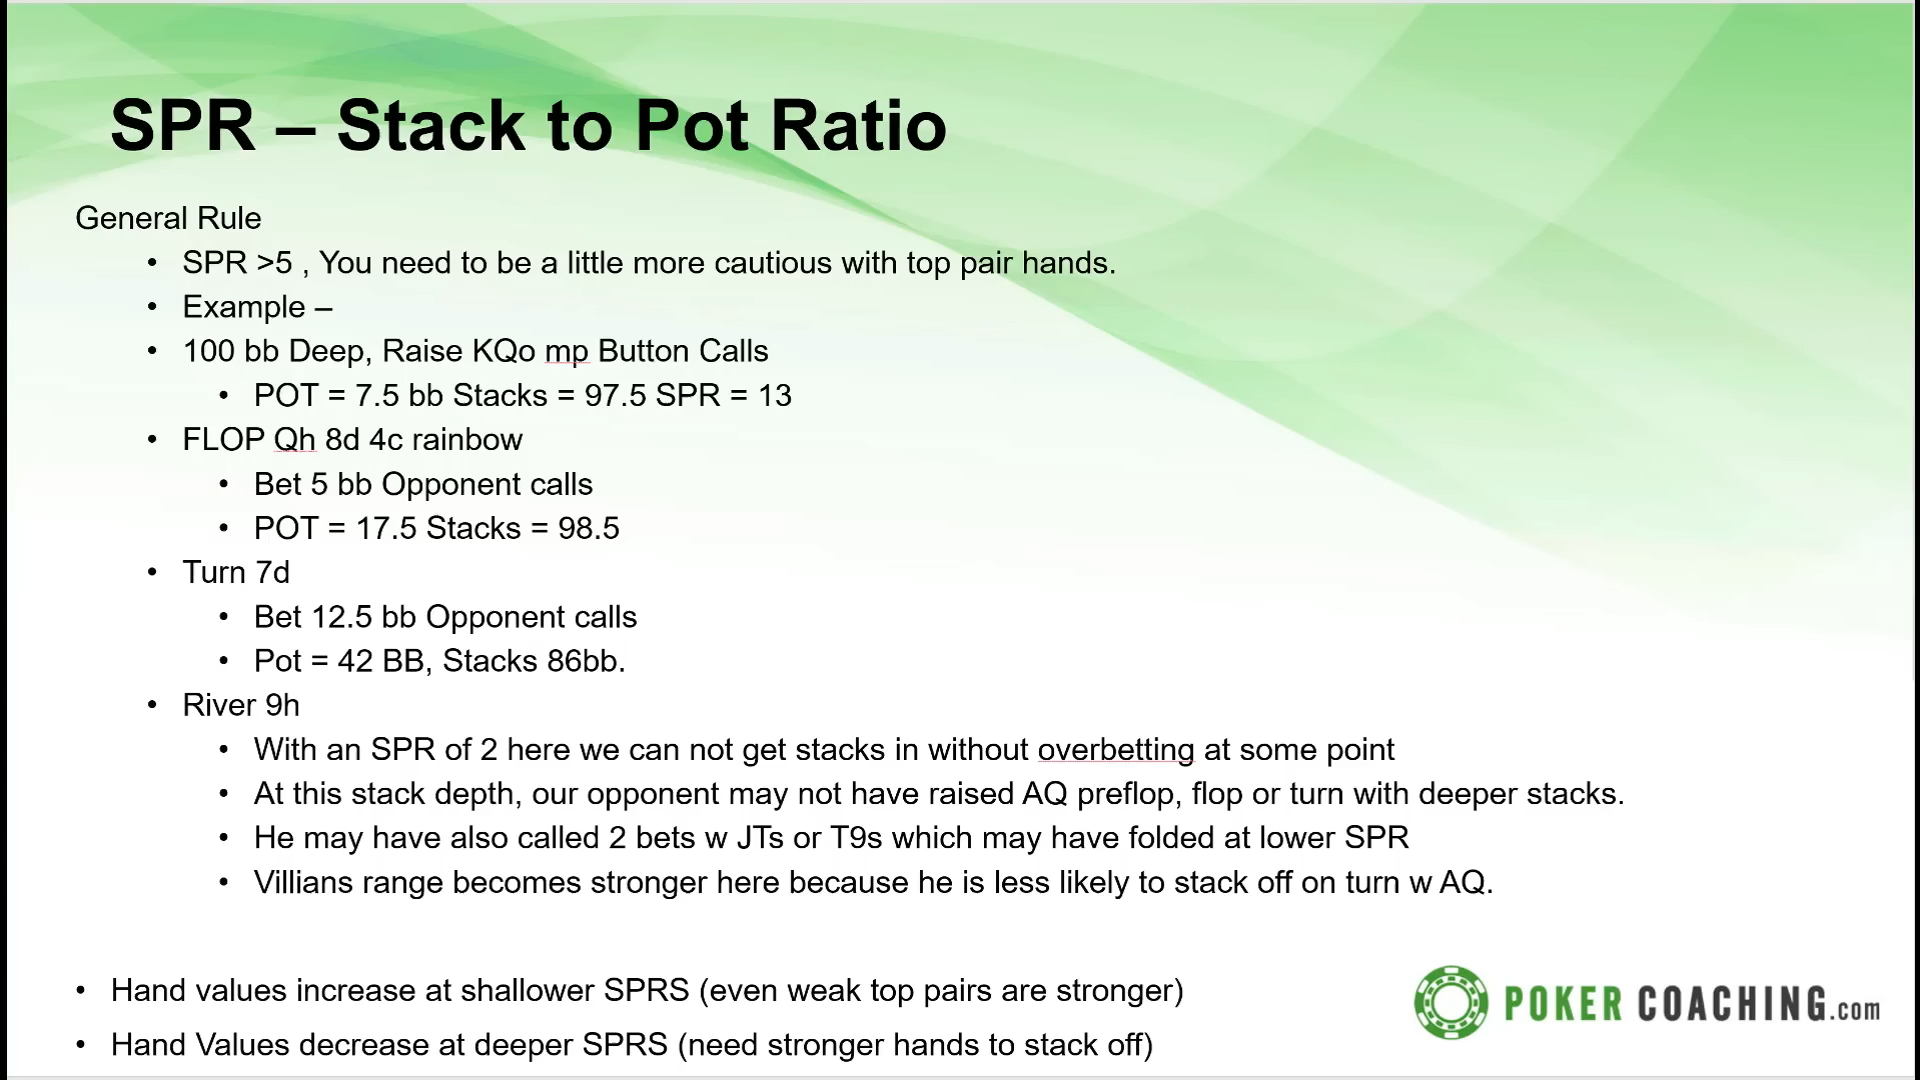 SPR – Stack to Pot Ratio
General Rule
• SPR >5 , You need to be a little more cautious with top pair hands.
• Example –
• 100 bb Deep, Raise KQo mp Button Calls
• POT = 7.5 bb Stacks = 97.5 SPR = 13
• FLOP Qh 8d 4c rainbow
• Bet 5 bb Opponent calls
• POT = 17.5 Stacks = 98.5
• Turn 7d
• Bet 12.5 bb Opponent calls
• Pot = 42 BB, Stacks 86bb.
• River 9h
• With an SPR of 2 here we can not get stacks in without overbetting at some point
• At this stack depth, our opponent may not have raised AQ preflop, flop or turn with deeper stacks.
• He may have also called 2 bets w JTs or T9s which may have folded at lower SPR
• Villians range becomes stronger here because he is less likely to stack off on turn w AQ.
• Hand values increase at shallower SPRS (even weak top pairs are stronger)
• Hand Values decrease at deeper SPRS (need stronger hands to stack off)
POKER COACHING.com